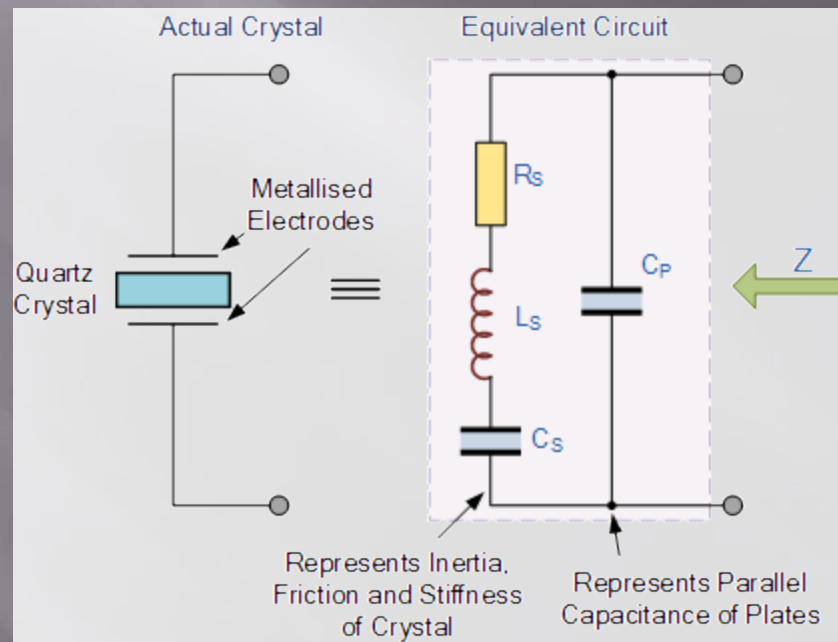 Actual Crystal
Equivalent Circuit
Metallised
Electrodes
Quartz
Crystal
RS
LS
CS
CP
Z
Represents Inertia,
Friction and Stiffness
of Crystal
Represents Parallel
Capacitance of Plates